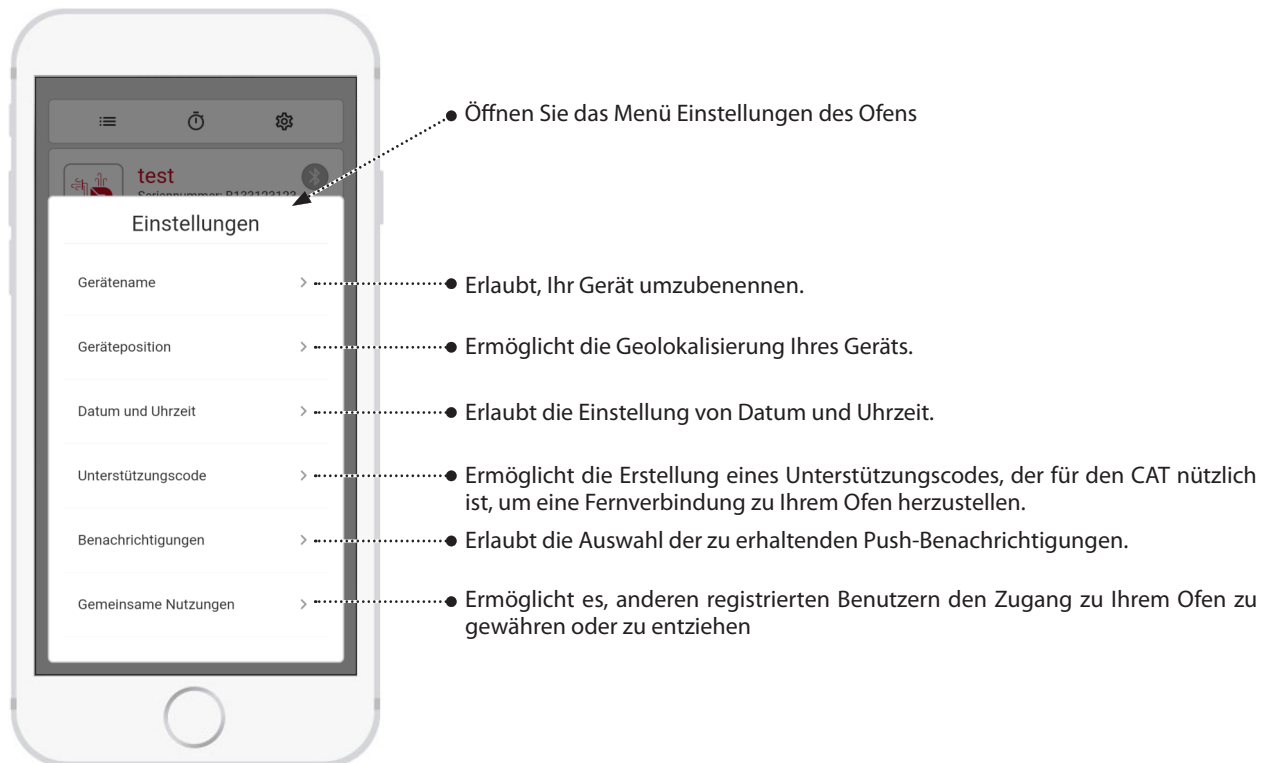 Öffnen Sie das Menü Einstellungen des Ofens
test
Seriennummer: B133123123
Einstellungen
Gerätename
Erlaubt, Ihr Gerät umzubenennen.
Geräteposition
Ermöglicht die Geolokalisierung Ihres Geräts.
Datum und Uhrzeit
Erlaubt die Einstellung von Datum und Uhrzeit.
Unterstützungscode
Ermöglicht die Erstellung eines Unterstützungscodes, der für den CAT nützlich
ist, um eine Fernverbindung zu Ihrem Ofen herzustellen.
Benachrichtigungen
Erlaubt die Auswahl der zu erhaltenden Push-Benachrichtigungen.
Gemeinsame Nutzungen
Ermöglicht es, anderen registrierten Benutzern den Zugang zu Ihrem Ofen zu
gewähren oder zu entziehen